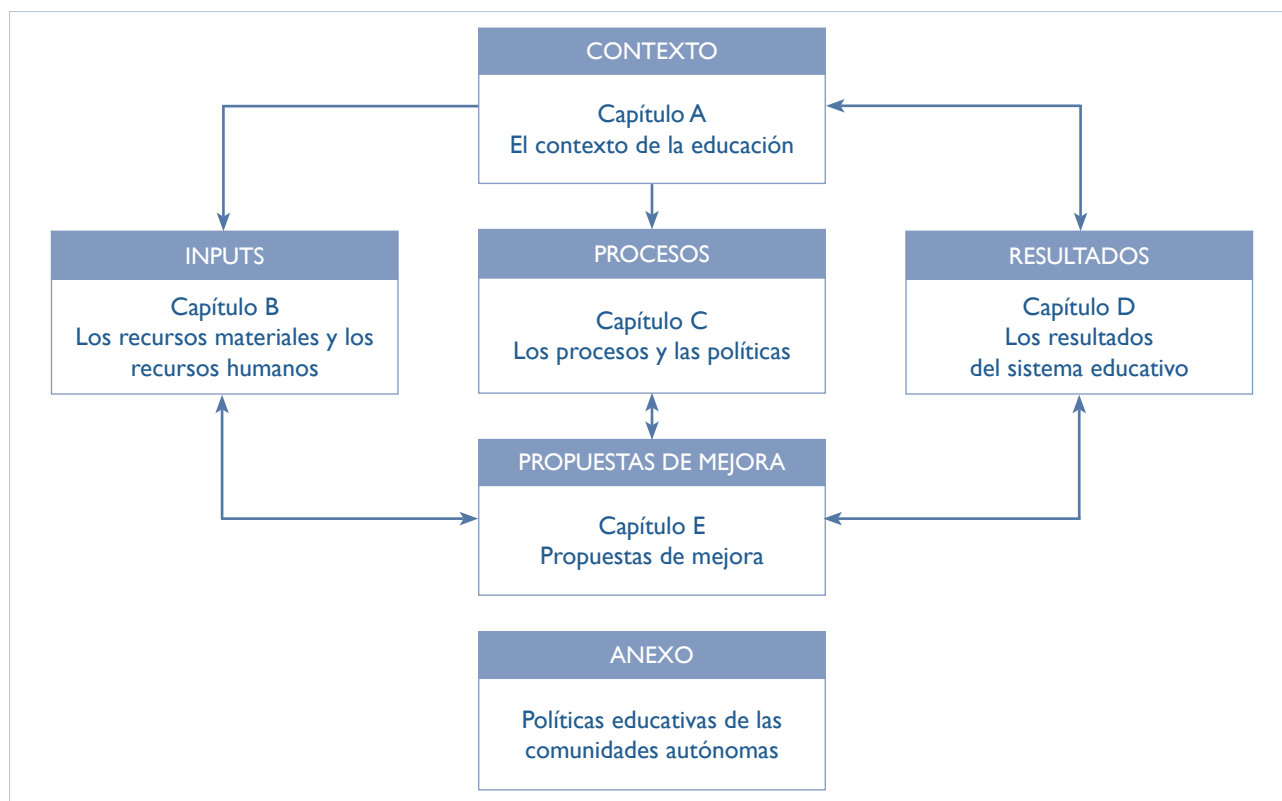 CONTEXTO
Capítulo A
El contexto de la educación
INPUTS
Capítulo B
Los recursos materiales y los
recursos humanos
PROCESOS
Capítulo C
Los procesos y las políticas
RESULTADOS
Capítulo D
Los resultados
del sistema educativo
PROPUESTAS DE MEJORA
Capítulo E
Propuestas de mejora
ANEXO
Políticas educativas de las
comunidades autónomas